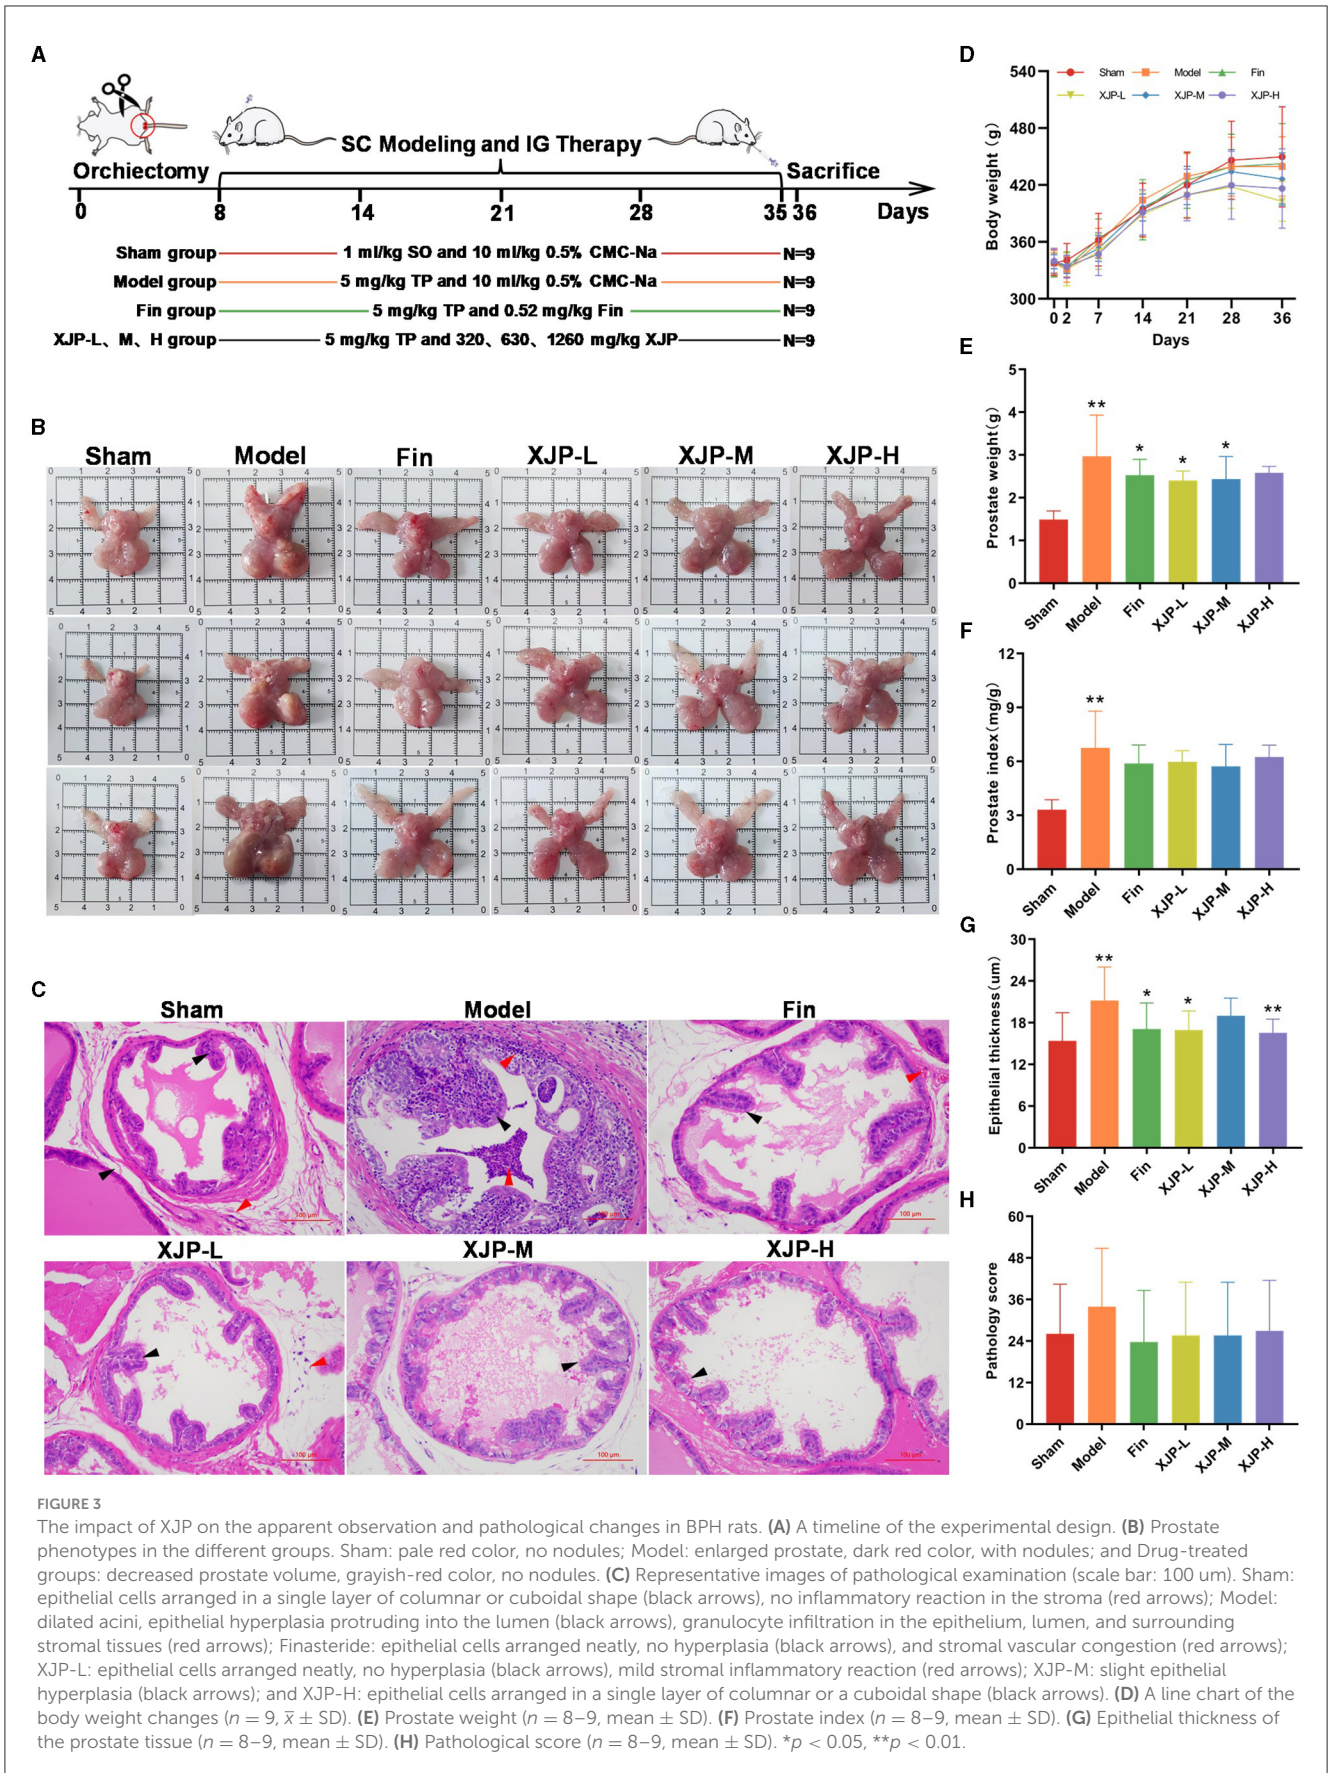 A
SC Modeling and IG Therapy
Orchiectomy
Sacrifice
0 8 14 21 28 35 36 Days
Sham group 1 ml/kg SO and 10 ml/kg 0.5% CMC-Na N=9
Model group 5 mg/kg TP and 10 ml/kg 0.5% CMC-Na N=9
Fin group 5 mg/kg TP and 0.52 mg/kg Fin N=9
XJP-L、M、H group 5 mg/kg TP and 320、630、1260 mg/kg XJP N=9
B
Sham Model Fin XJP-L XJP-M XJP-H
C
Sham Model Fin
100 μm 100 μm 100 μm
XJP-L XJP-M XJP-H
100 μm 100 μm 100 μm
D
Sham Model Fin
XJP-L XJP-M XJP-H
Body weight (g)
540
480
420
360
300
0 2 7 14 21 28 36
Days
E
Prostate weight(g)
5
4
3
2
1
0
** * * *
Sham Model Fin XJP-L XJP-M XJP-H
F
Prostate index(mg/g)
12
9
6
3
0
**
Sham Model Fin XJP-L XJP-M XJP-H
G
Epithelial thickness(um)
30
24
18
12
6
0
** * * **
Sham Model Fin XJP-L XJP-M XJP-H
H
Pathology score
60
48
36
24
12
0
Sham Model Fin XJP-L XJP-M XJP-H
FIGURE 3
The impact of XJP on the apparent observation and pathological changes in BPH rats. (A) A timeline of the experimental design. (B) Prostate
phenotypes in the different groups. Sham: pale red color, no nodules; Model: enlarged prostate, dark red color, with nodules; and Drug-treated
groups: decreased prostate volume, grayish-red color, no nodules. (C) Representative images of pathological examination (scale bar: 100 um). Sham:
epithelial cells arranged in a single layer of columnar or cuboidal shape (black arrows), no inflammatory reaction in the stroma (red arrows); Model:
dilated acini, epithelial hyperplasia protruding into the lumen (black arrows), granulocyte infiltration in the epithelium, lumen, and surrounding
stromal tissues (red arrows); Finasteride: epithelial cells arranged neatly, no hyperplasia (black arrows), and stromal vascular congestion (red arrows);
XJP-L: epithelial cells arranged neatly, no hyperplasia (black arrows), mild stromal inflammatory reaction (red arrows); XJP-M: slight epithelial
hyperplasia (black arrows); and XJP-H: epithelial cells arranged in a single layer of columnar or a cuboidal shape (black arrows). (D) A line chart of the
body weight changes (n = 9, x̅ ± SD). (E) Prostate weight (n = 8–9, mean ± SD). (F) Prostate index (n = 8–9, mean ± SD). (G) Epithelial thickness of
the prostate tissue (n = 8–9, mean ± SD). (H) Pathological score (n = 8–9, mean ± SD). *p < 0.05, **p < 0.01.